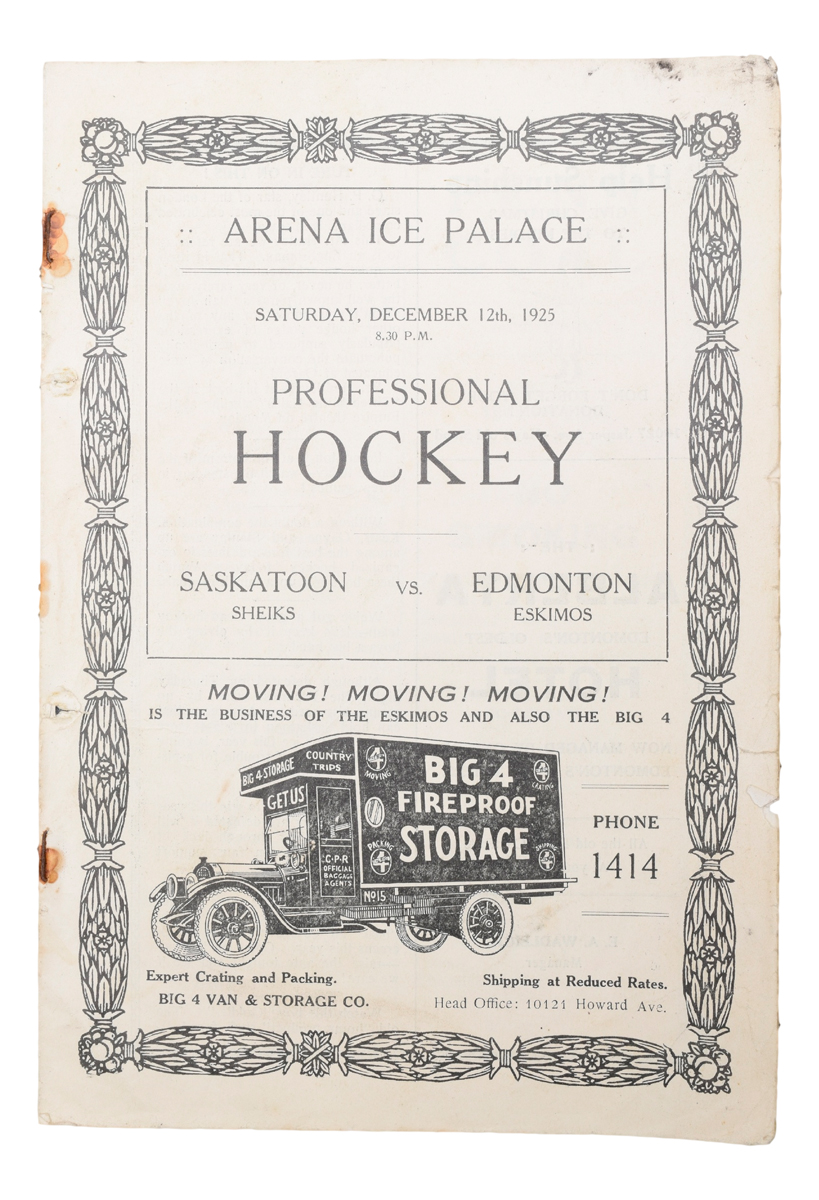 :: ARENA ICE PALACE ::
SATURDAY, DECEMBER 12th, 1925
8.30 P.M.
PROFESSIONAL
HOCKEY
SASKATOON VS. EDMONTON
SHEIKS ESKIMOS
MOVING! MOVING! MOVING!
IS THE BUSINESS OF THE ESKIMOS AND ALSO THE BIG 4
BIG 4 STORAGE
COUNTRY TRIPS
GET US
C·P·R
OFFICIAL
BAGGAGE
AGENTS
No 15
4
MOVING
CRATING
PACKING
SHIPPING
BIG 4
FIREPROOF
STORAGE
PHONE
1414
Expert Crating and Packing.
BIG 4 VAN & STORAGE CO.
Shipping at Reduced Rates.
Head Office: 10121 Howard Ave.